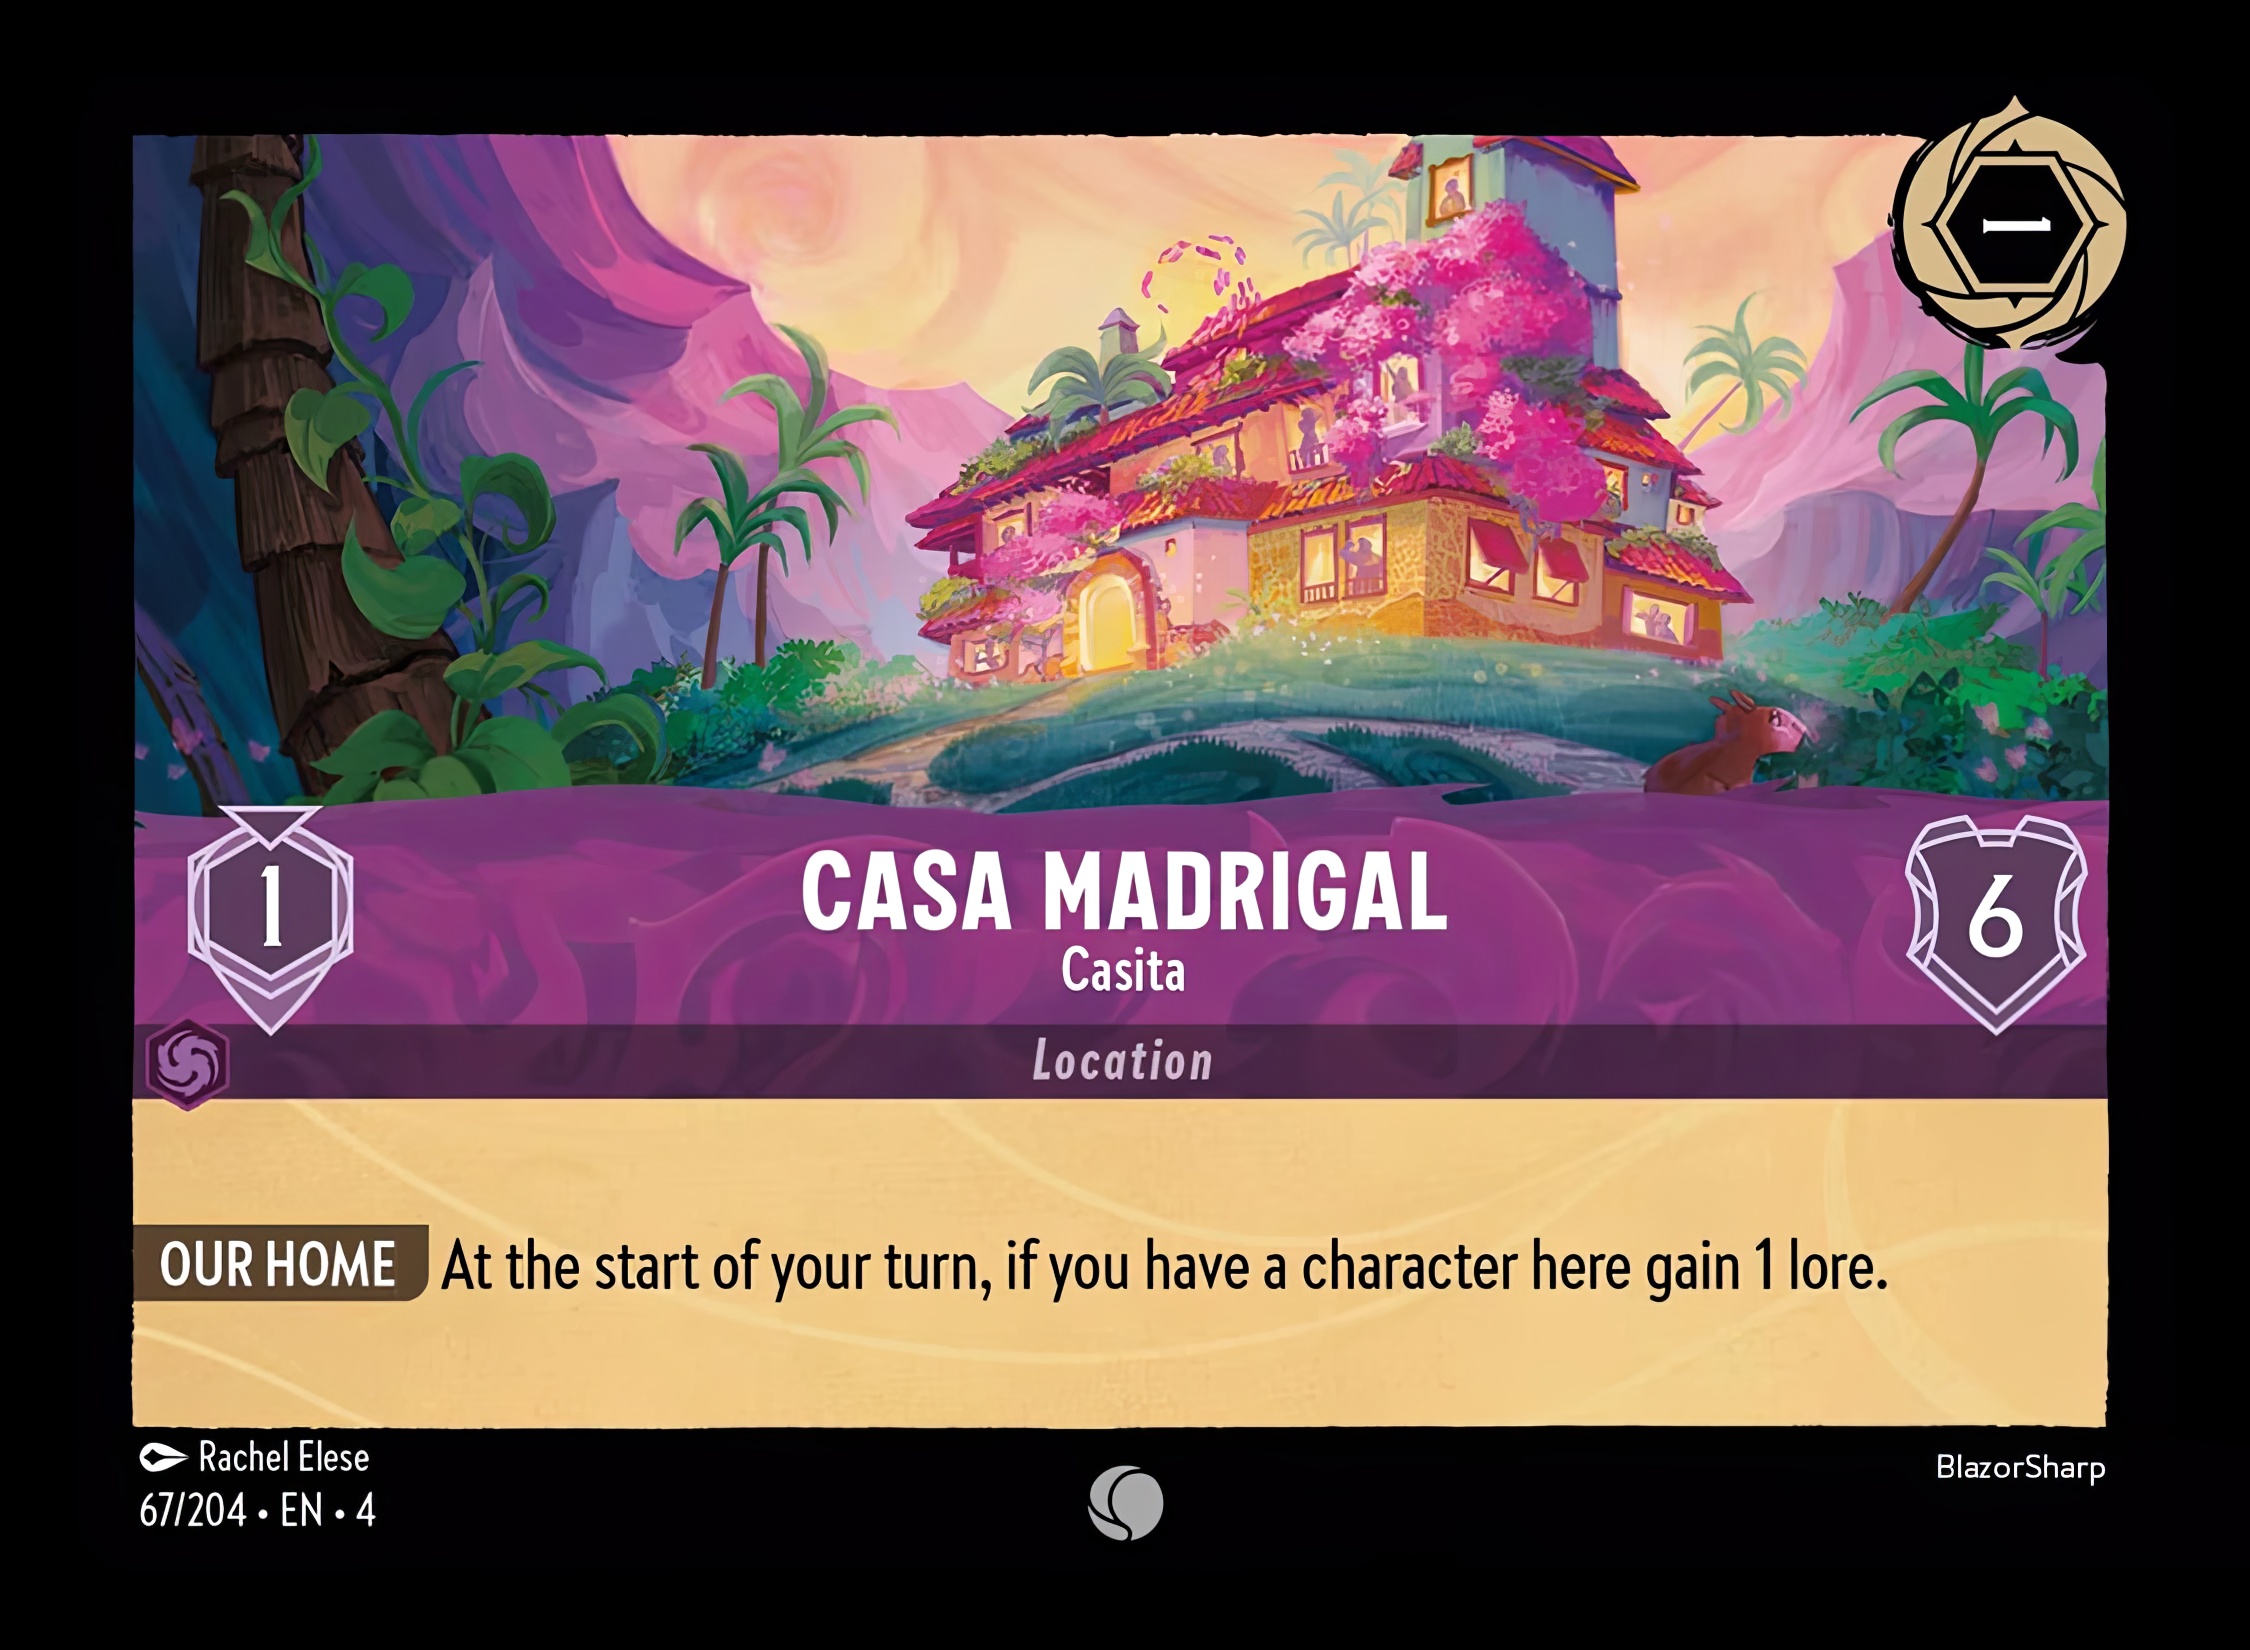 1
1
CASA MADRIGAL
6
Casita
Location
OUR HOME At the start of your turn, if you have a character here gain 1 lore.
Rachel Elese
BlazorSharp
67/204 • EN • 4